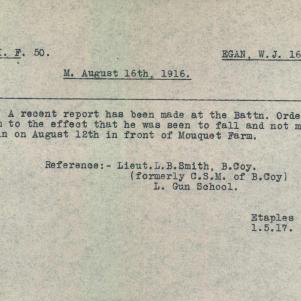 F. 50.
EGAN, W.J. 16
M. August 16th, 1916.
A recent report has been made at the Battn. Orde
n to the effect that he was seen to fall and not m
in on August 12th in front of Mouquet Farm.
Reference:- Lieut.L.B.Smith, B.Coy.
(formerly C.S.M. of B.Coy)
L. Gun School.
Etaples
1.5.17.